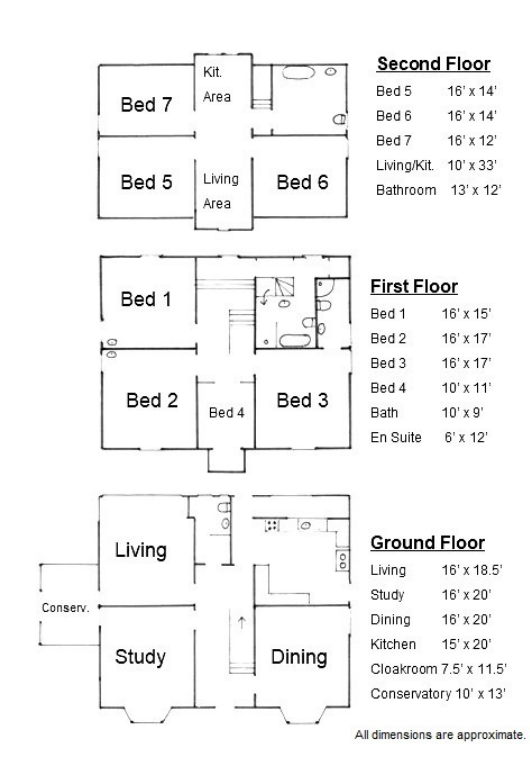 Second Floor
Kit.
Area
Bed 7
Bed 5
Living
Area
Bed 6
Bed 5 16' x 14'
Bed 6 16' x 14'
Bed 7 16' x 12'
Living/Kit. 10' x 33'
Bathroom 13' x 12'
First Floor
Bed 1
Bed 2
Bed 4
Bed 3
Bed 1 16' x 15'
Bed 2 16' x 17'
Bed 3 16' x 17'
Bed 4 10' x 11'
Bath 10' x 9'
En Suite 6' x 12'
Ground Floor
Living
Conserv.
Study
Dining
Living 16' x 18.5'
Study 16' x 20'
Dining 16' x 20'
Kitchen 15' x 20'
Cloakroom 7.5' x 11.5'
Conservatory 10' x 13'
All dimensions are approximate.